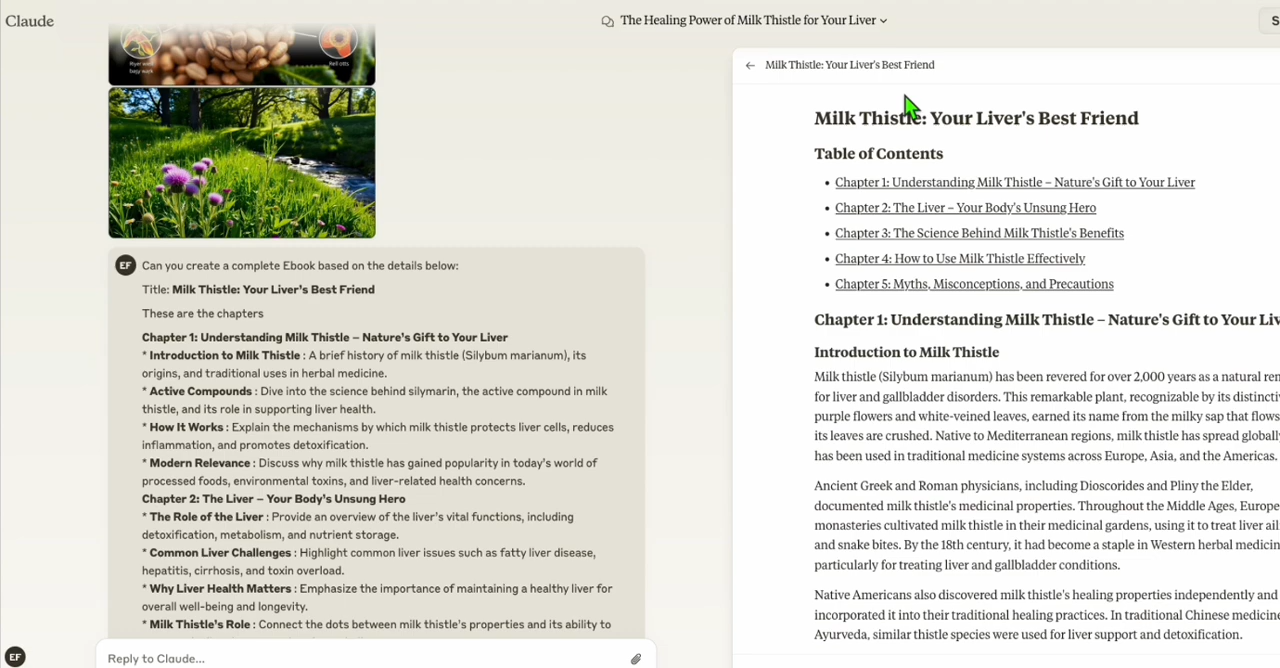 Claude
The Healing Power of Milk Thistle for Your Liver
S
Milk Thistle: Your Liver's Best Friend
EF
Can you create a complete Ebook based on the details below:
Title: Milk Thistle: Your Liver's Best Friend
These are the chapters
Chapter 1: Understanding Milk Thistle – Nature's Gift to Your Liver
* Introduction to Milk Thistle : A brief history of milk thistle (Silybum marianum), its
origins, and traditional uses in herbal medicine.
* Active Compounds : Dive into the science behind silymarin, the active compound in milk
thistle, and its role in supporting liver health.
* How It Works : Explain the mechanisms by which milk thistle protects liver cells, reduces
inflammation, and promotes detoxification.
* Modern Relevance : Discuss why milk thistle has gained popularity in today's world of
processed foods, environmental toxins, and liver-related health concerns.
Chapter 2: The Liver – Your Body's Unsung Hero
* The Role of the Liver : Provide an overview of the liver's vital functions, including
detoxification, metabolism, and nutrient storage.
* Common Liver Challenges : Highlight common liver issues such as fatty liver disease,
hepatitis, cirrhosis, and toxin overload.
* Why Liver Health Matters : Emphasize the importance of maintaining a healthy liver for
overall well-being and longevity.
* Milk Thistle's Role : Connect the dots between milk thistle's properties and its ability to
Reply to Claude...
EF
Milk Thistle: Your Liver's Best Friend
Table of Contents
• Chapter 1: Understanding Milk Thistle – Nature's Gift to Your Liver
• Chapter 2: The Liver – Your Body's Unsung Hero
• Chapter 3: The Science Behind Milk Thistle's Benefits
• Chapter 4: How to Use Milk Thistle Effectively
• Chapter 5: Myths, Misconceptions, and Precautions
Chapter 1: Understanding Milk Thistle – Nature's Gift to Your Liv
Introduction to Milk Thistle
Milk thistle (Silybum marianum) has been revered for over 2,000 years as a natural ren
for liver and gallbladder disorders. This remarkable plant, recognizable by its distinctiv
purple flowers and white-veined leaves, earned its name from the milky sap that flows
its leaves are crushed. Native to Mediterranean regions, milk thistle has spread globally
has been used in traditional medicine systems across Europe, Asia, and the Americas.
Ancient Greek and Roman physicians, including Dioscorides and Pliny the Elder,
documented milk thistle's medicinal properties. Throughout the Middle Ages, Europe
monasteries cultivated milk thistle in their medicinal gardens, using it to treat liver ail
and snake bites. By the 18th century, it had become a staple in Western herbal medicin
particularly for treating liver and gallbladder conditions.
Native Americans also discovered milk thistle's healing properties independently and
incorporated it into their traditional healing practices. In traditional Chinese medicine
Ayurveda, similar thistle species were used for liver support and detoxification.